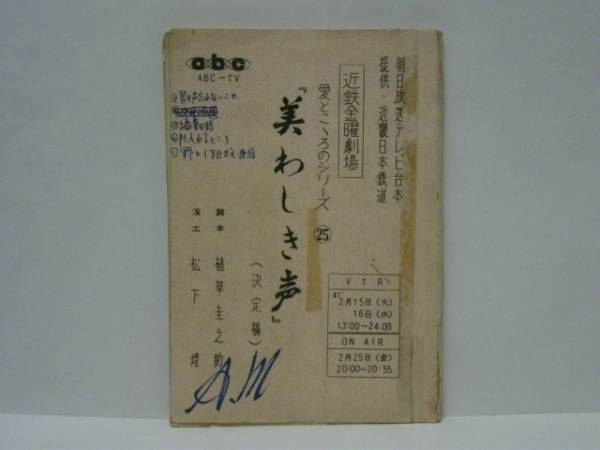 朝日放送テレビ台本
提供・近畿日本鉄道
近鉄金曜劇場
愛とこゝろのシリーズ ㉕
『美わしき声』
(決定稿)
脚本 植草圭之助
演出 松下 煌
abc
ABC-TV
VTR
2月15日(火)
16日(水)
13:00~24:00
ON AIR
2月25日(金)
20:00~20:55
A.M